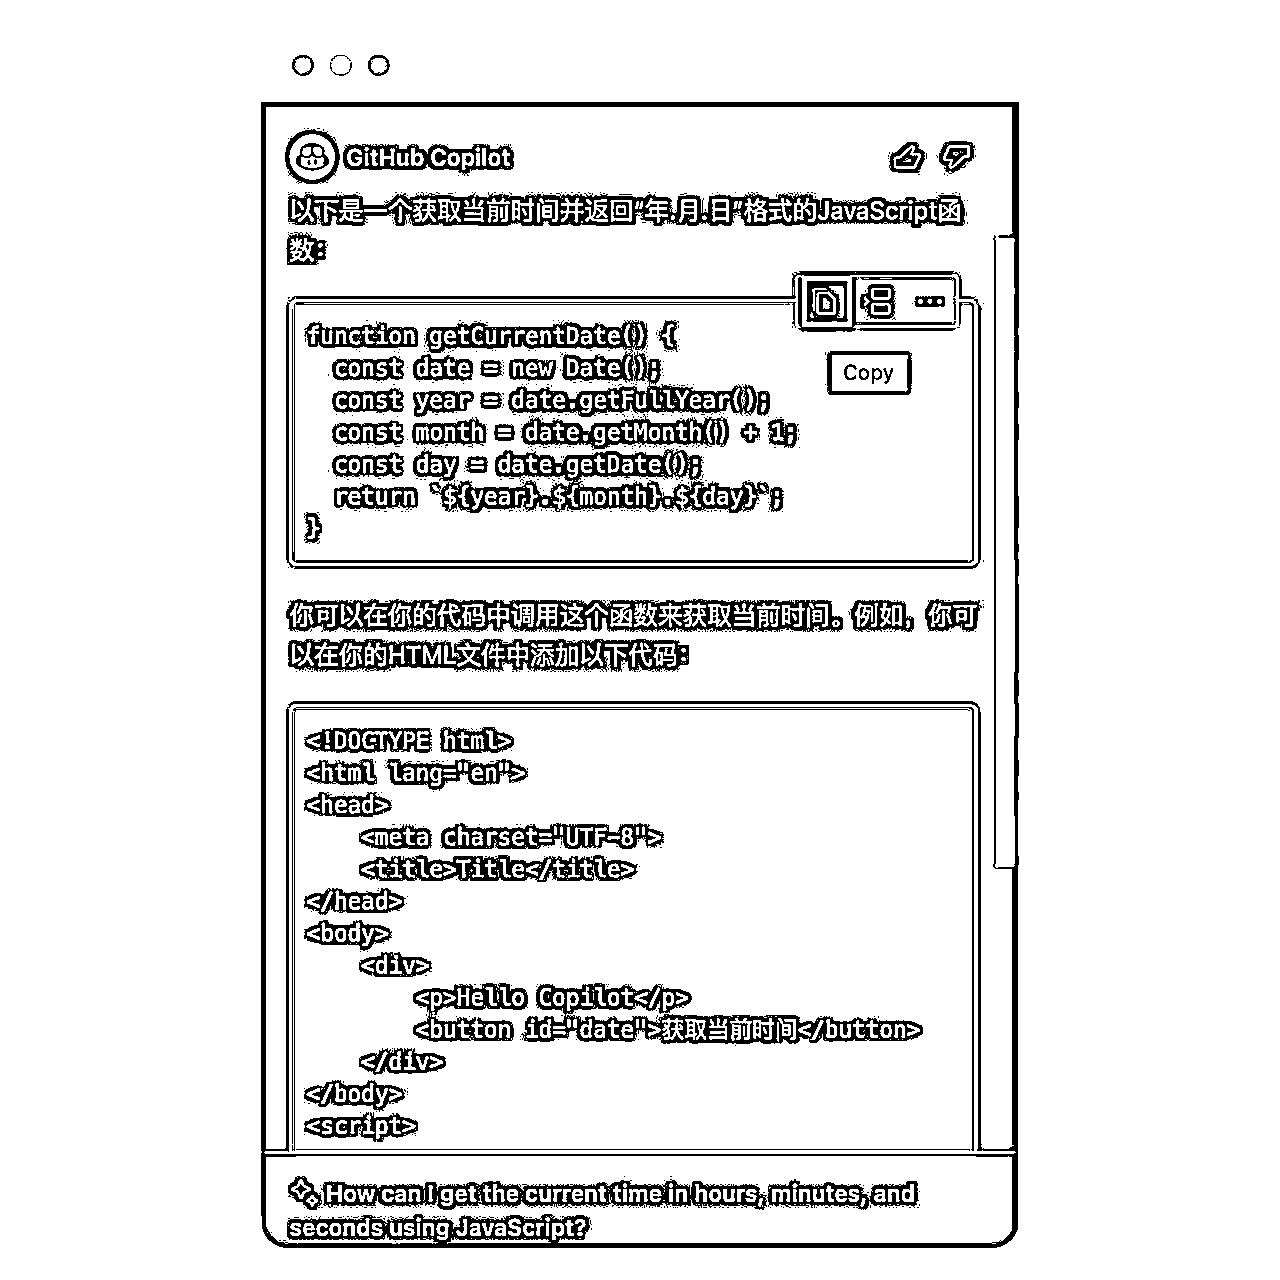 GitHub Copilot
以下是一个获取当前时间并返回"年.月.日"格式的JavaScript函
数:
function getCurrentDate() {
  const date = new Date();
  const year = date.getFullYear();
  const month = date.getMonth() + 1;
  const day = date.getDate();
  return `${year}.${month}.${day}`;
}
Copy
你可以在你的代码中调用这个函数来获取当前时间。例如，你可
以在你的HTML文件中添加以下代码:
<!DOCTYPE html>
<html lang="en">
<head>
    <meta charset="UTF-8">
    <title>Title</title>
</head>
<body>
    <div>
        <p>Hello Copilot</p>
        <button id="date">获取当前时间</button>
    </div>
</body>
<script>
How can I get the current time in hours, minutes, and
seconds using JavaScript?